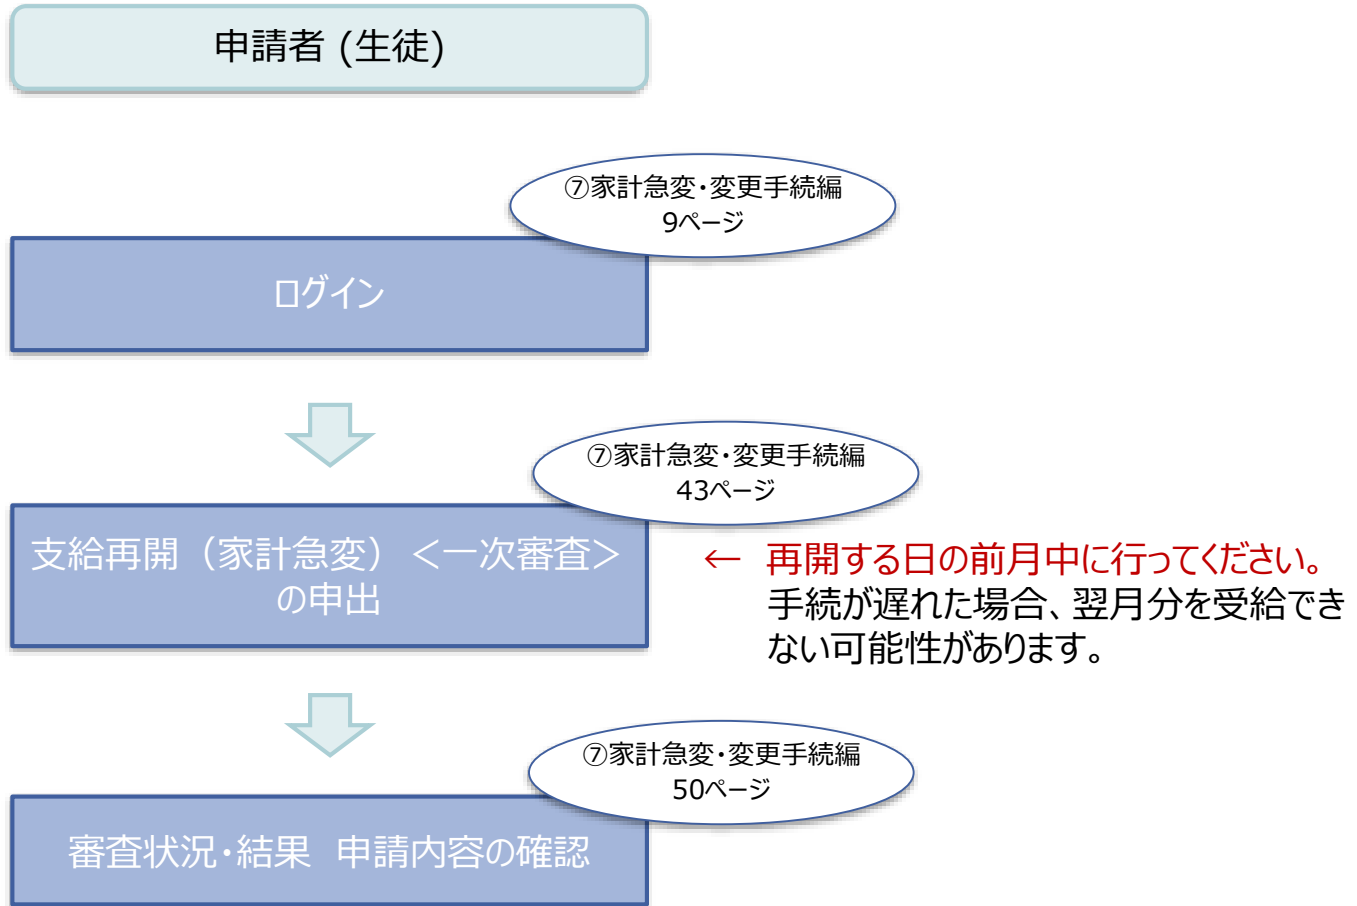 申請者 (生徒)
⑦家計急変・変更手続編
9ページ
ログイン
⑦家計急変・変更手続編
43ページ
支給再開（家計急変）＜一次審査＞
の申出
← 再開する日の前月中に行ってください。
手続が遅れた場合、翌月分を受給でき
ない可能性があります。
⑦家計急変・変更手続編
50ページ
審査状況・結果　申請内容の確認